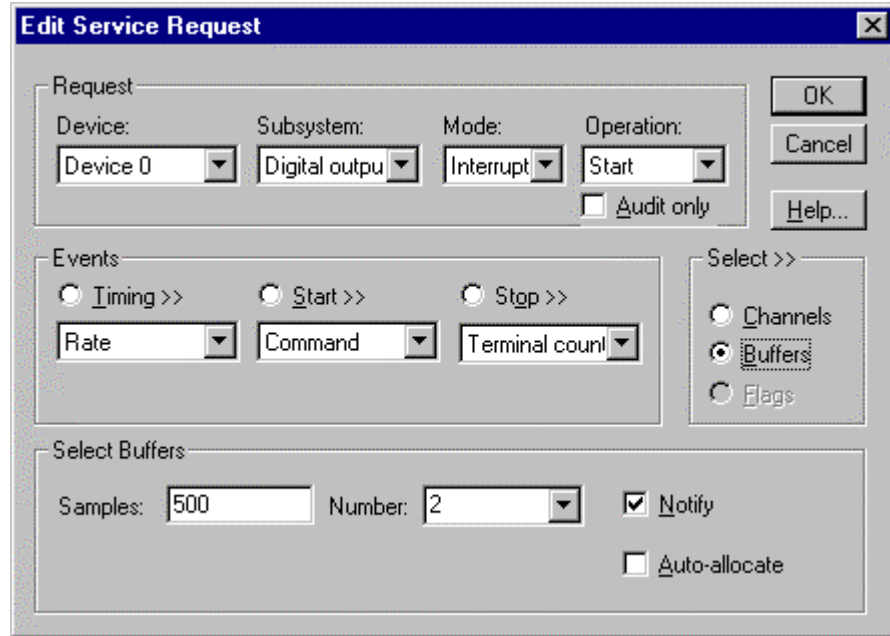 Edit Service Request
Request
OK
Device: Subsystem: Mode: Operation:
Cancel
Device 0 Digital outpu Interrupt Start
Audit only
Help...
Events
Select >>
Timing >> Start >> Stop >>
Channels
Rate Command Terminal count
Buffers
Flags
Select Buffers
Samples: 500 Number: 2 Notify
Auto-allocate